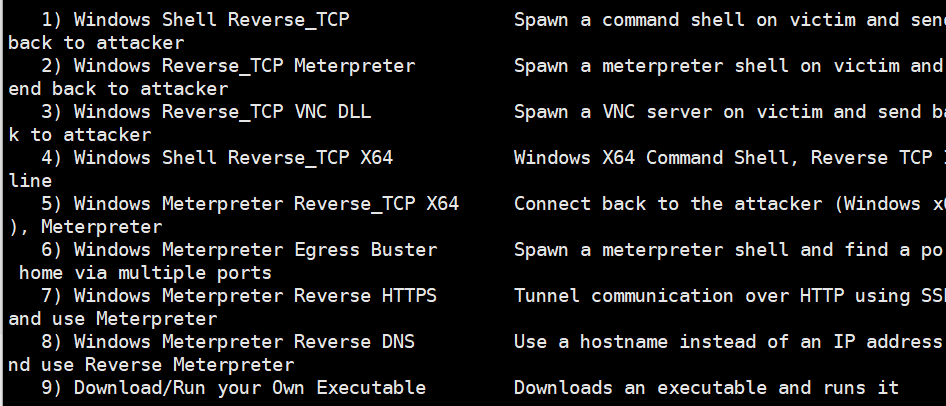 1) Windows Shell Reverse_TCP Spawn a command shell on victim and send
back to attacker
2) Windows Reverse_TCP Meterpreter Spawn a meterpreter shell on victim and
end back to attacker
3) Windows Reverse_TCP VNC DLL Spawn a VNC server on victim and send ba
k to attacker
4) Windows Shell Reverse_TCP X64 Windows X64 Command Shell, Reverse TCP
line
5) Windows Meterpreter Reverse_TCP X64 Connect back to the attacker (Windows x
), Meterpreter
6) Windows Meterpreter Egress Buster Spawn a meterpreter shell and find a po
home via multiple ports
7) Windows Meterpreter Reverse HTTPS Tunnel communication over HTTP using SS
and use Meterpreter
8) Windows Meterpreter Reverse DNS Use a hostname instead of an IP address
nd use Reverse Meterpreter
9) Download/Run your Own Executable Downloads an executable and runs it